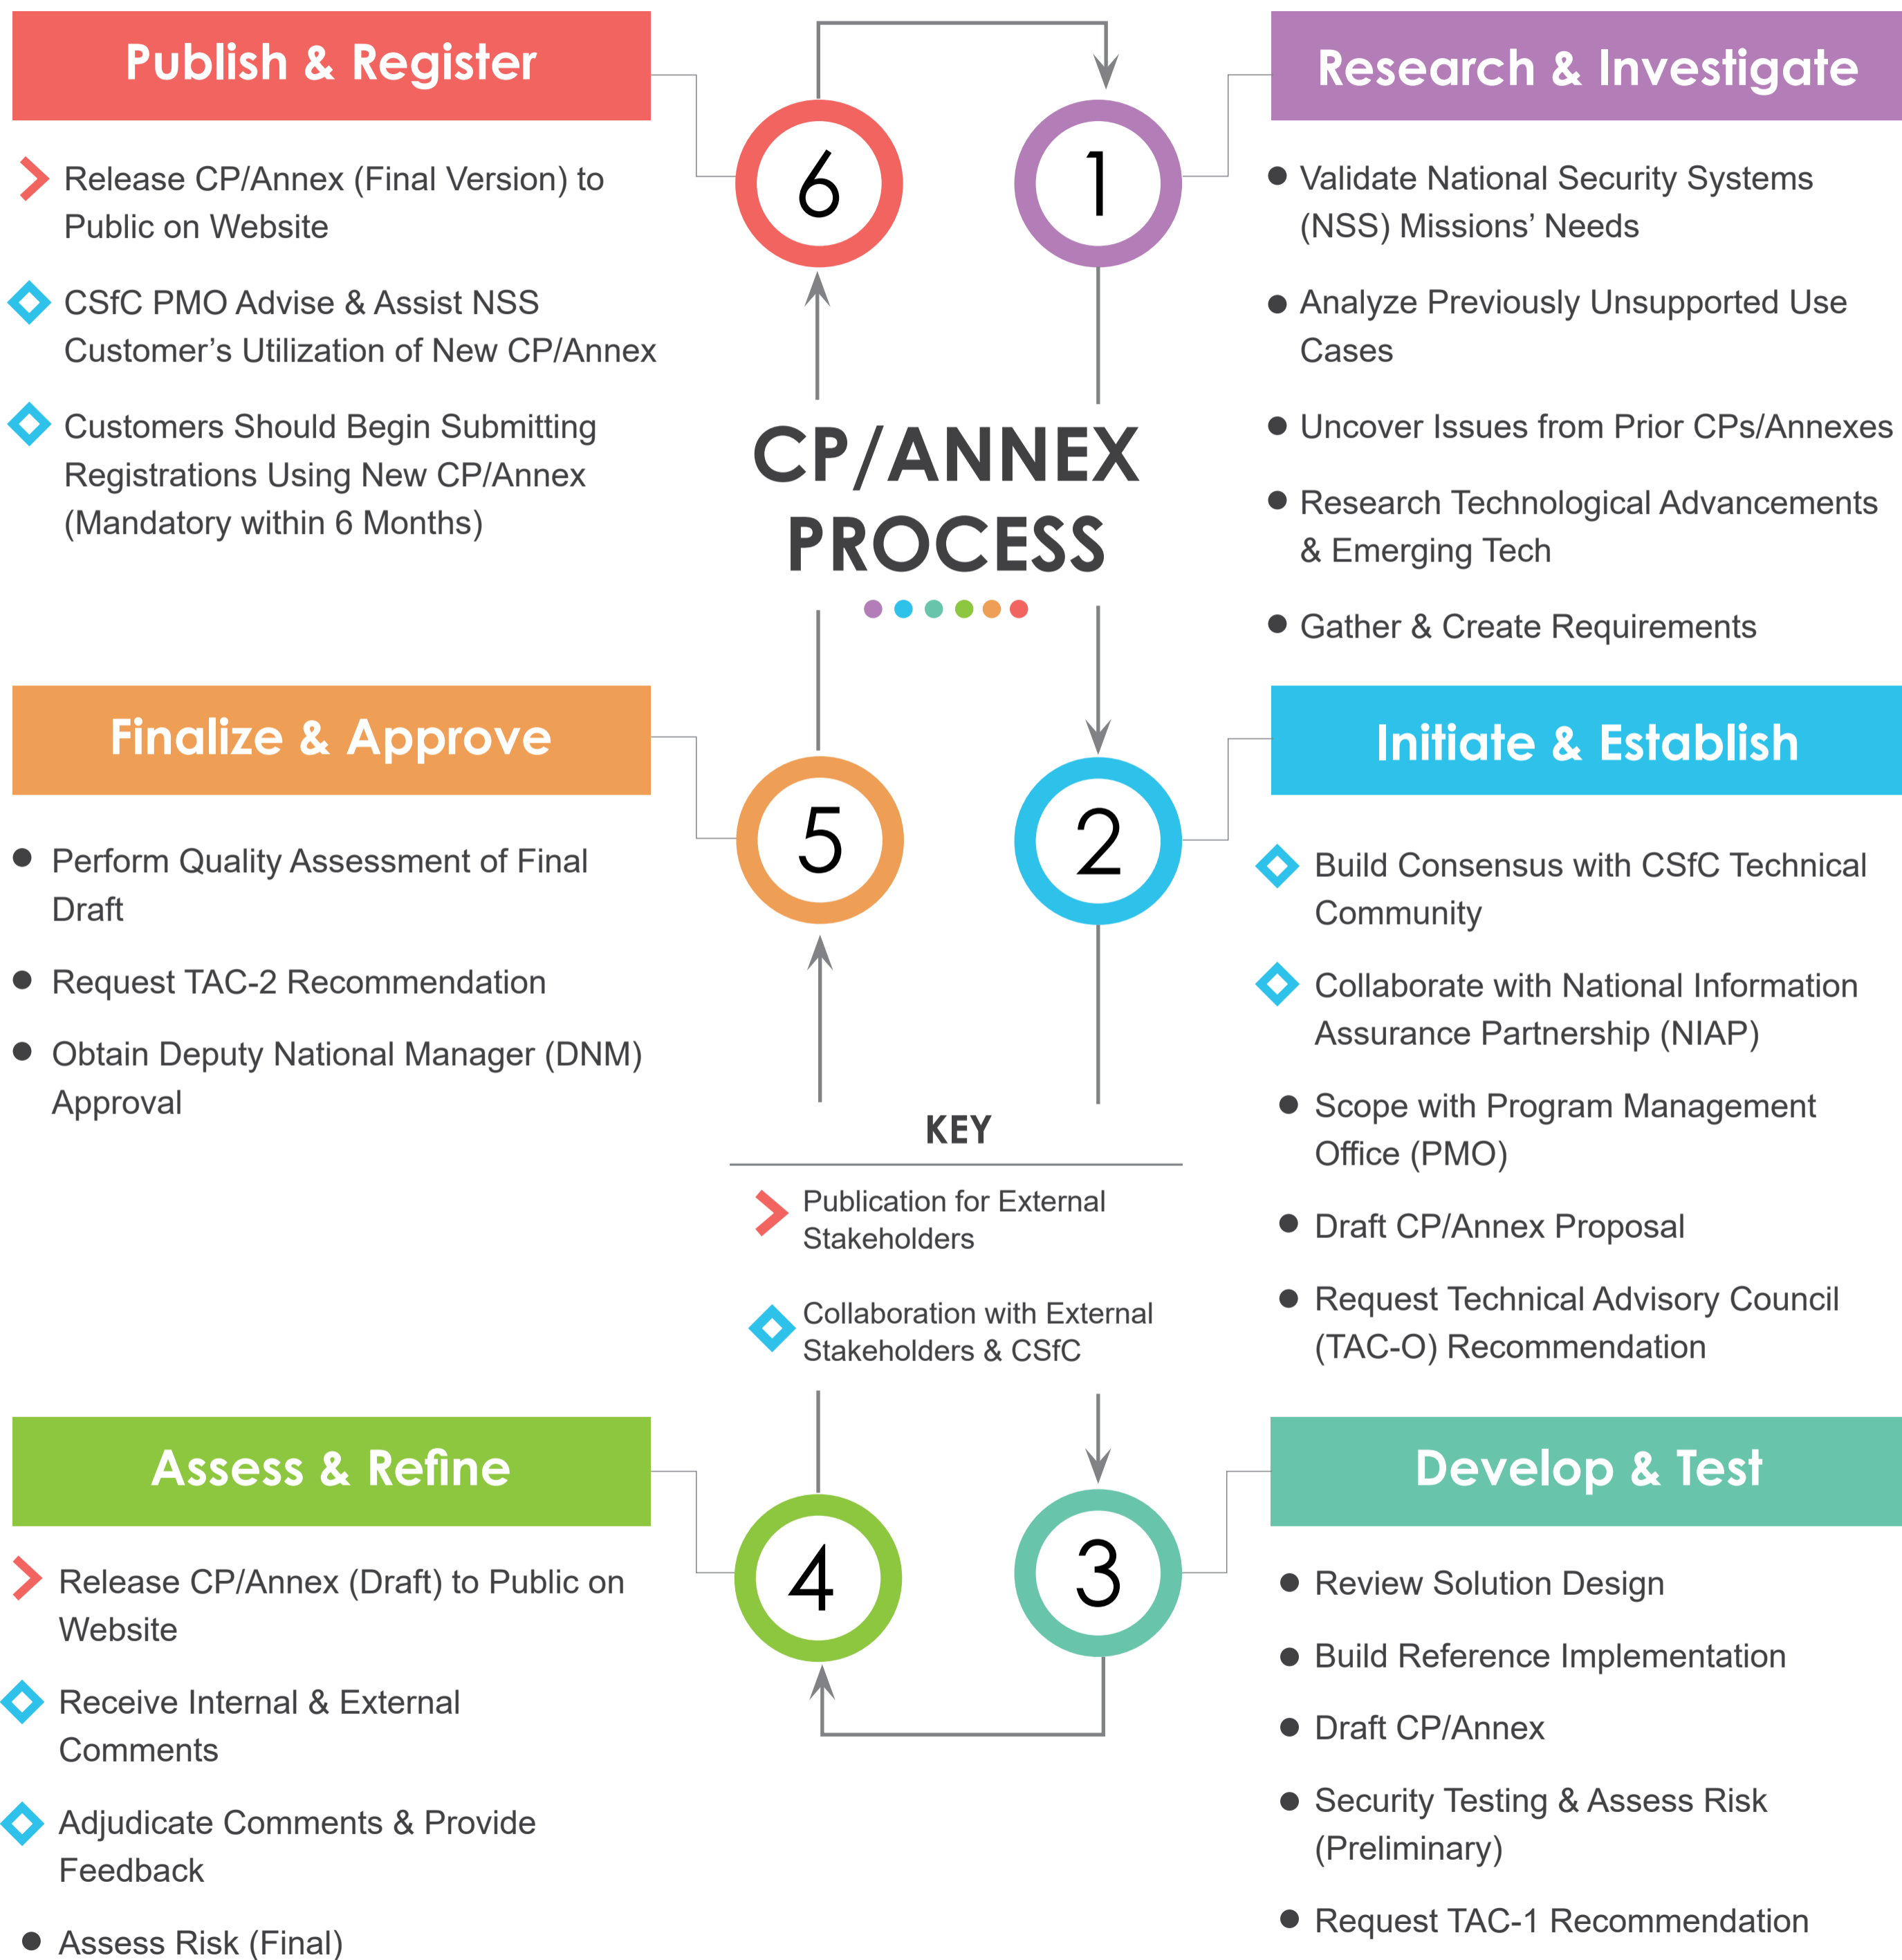 Publish & Register
Release CP/Annex (Final Version) to
Public on Website
CSfC PMO Advise & Assist NSS
Customer’s Utilization of New CP/Annex
Customers Should Begin Submitting
Registrations Using New CP/Annex
(Mandatory within 6 Months)
6
1
Research & Investigate
Validate National Security Systems
(NSS) Missions’ Needs
Analyze Previously Unsupported Use
Cases
Uncover Issues from Prior CPs/Annexes
Research Technological Advancements
& Emerging Tech
Gather & Create Requirements
CP/ANNEX
PROCESS
Finalize & Approve
Perform Quality Assessment of Final
Draft
Request TAC-2 Recommendation
Obtain Deputy National Manager (DNM)
Approval
5
2
Initiate & Establish
Build Consensus with CSfC Technical
Community
Collaborate with National Information
Assurance Partnership (NIAP)
Scope with Program Management
Office (PMO)
Draft CP/Annex Proposal
Request Technical Advisory Council
(TAC-O) Recommendation
KEY
Publication for External
Stakeholders
Collaboration with External
Stakeholders & CSfC
Assess & Refine
Release CP/Annex (Draft) to Public on
Website
Receive Internal & External
Comments
Adjudicate Comments & Provide
Feedback
Assess Risk (Final)
4
3
Develop & Test
Review Solution Design
Build Reference Implementation
Draft CP/Annex
Security Testing & Assess Risk
(Preliminary)
Request TAC-1 Recommendation